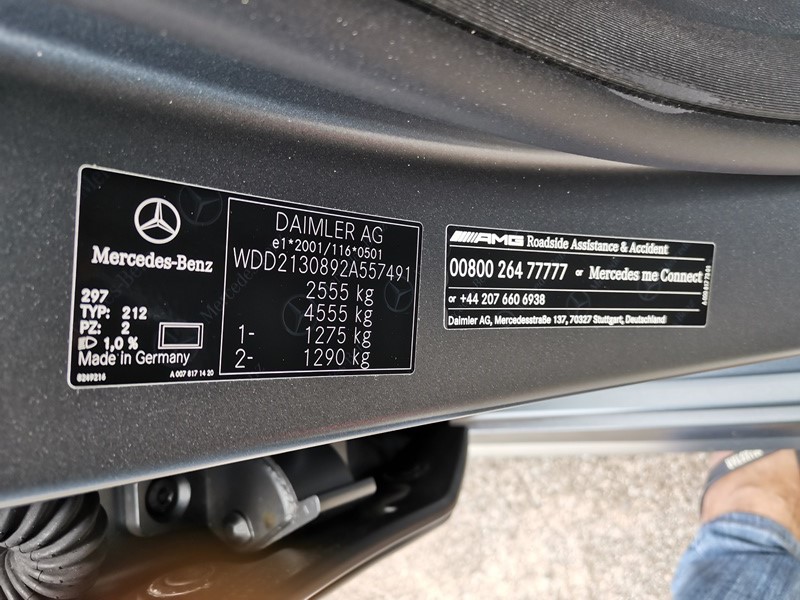 Mercedes-Benz
297
TYP: 212
PZ: 2
1,0 %
Made in Germany
0249216
A 007 817 14 20
DAIMLER AG
e1*2001/116*0501
WDD2130892A557491
2555 kg
4555 kg
1- 1275 kg
2- 1290 kg
AMG Roadside Assistance & Accident
00800 264 77777 or Mercedes me Connect
or +44 207 660 6938
Daimler AG, Mercedesstraße 137, 70327 Stuttgart, Deutschland